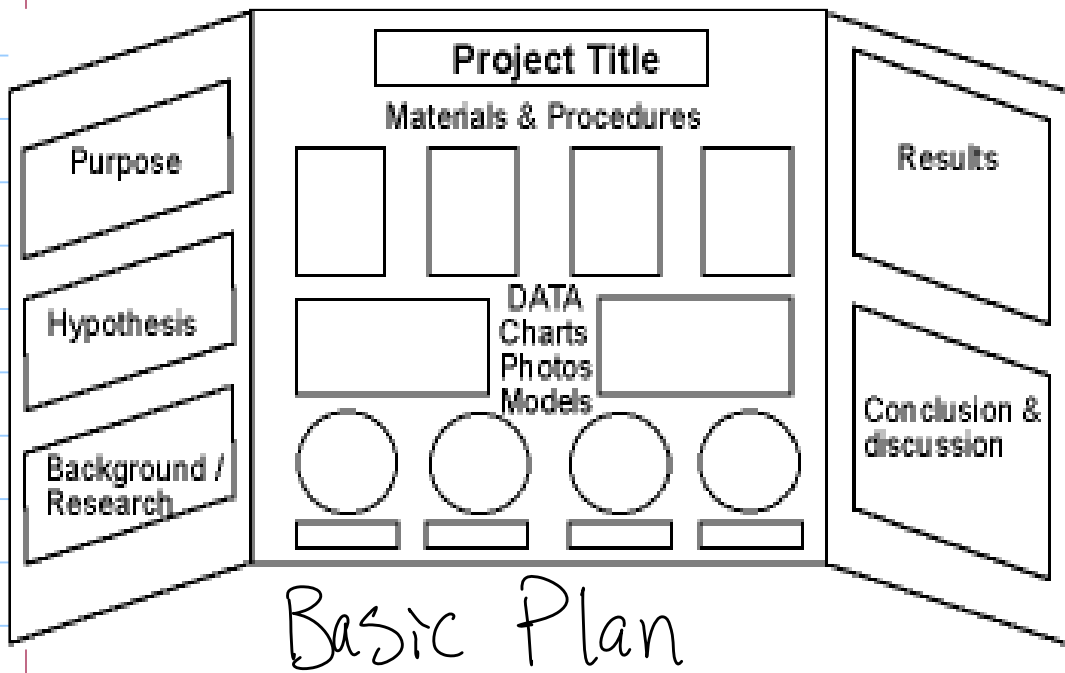 Project Title
Materials & Procedures
Purpose
Hypothesis
Background /
Research
DATA
Charts
Photos
Models
Results
Conclusion &
discussion
Basic Plan